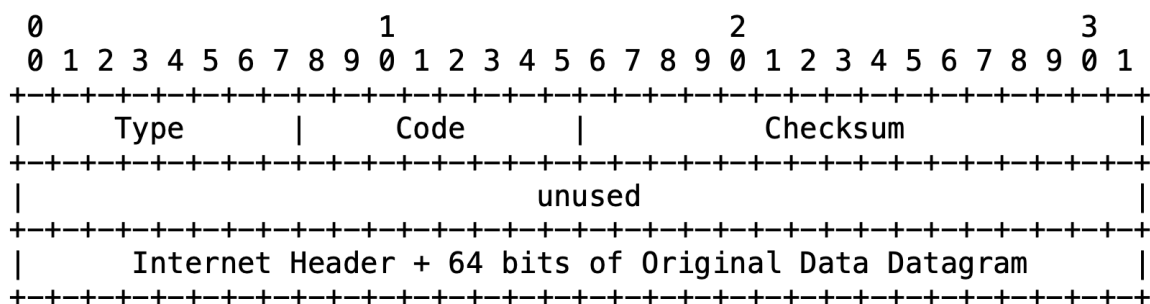 0 1 2 3
0 1 2 3 4 5 6 7 8 9 0 1 2 3 4 5 6 7 8 9 0 1 2 3 4 5 6 7 8 9 0 1
+-+-+-+-+-+-+-+-+-+-+-+-+-+-+-+-+-+-+-+-+-+-+-+-+-+-+-+-+-+-+-+-+
| Type | Code | Checksum |
+-+-+-+-+-+-+-+-+-+-+-+-+-+-+-+-+-+-+-+-+-+-+-+-+-+-+-+-+-+-+-+-+
| unused |
+-+-+-+-+-+-+-+-+-+-+-+-+-+-+-+-+-+-+-+-+-+-+-+-+-+-+-+-+-+-+-+-+
| Internet Header + 64 bits of Original Data Datagram |
+-+-+-+-+-+-+-+-+-+-+-+-+-+-+-+-+-+-+-+-+-+-+-+-+-+-+-+-+-+-+-+-+